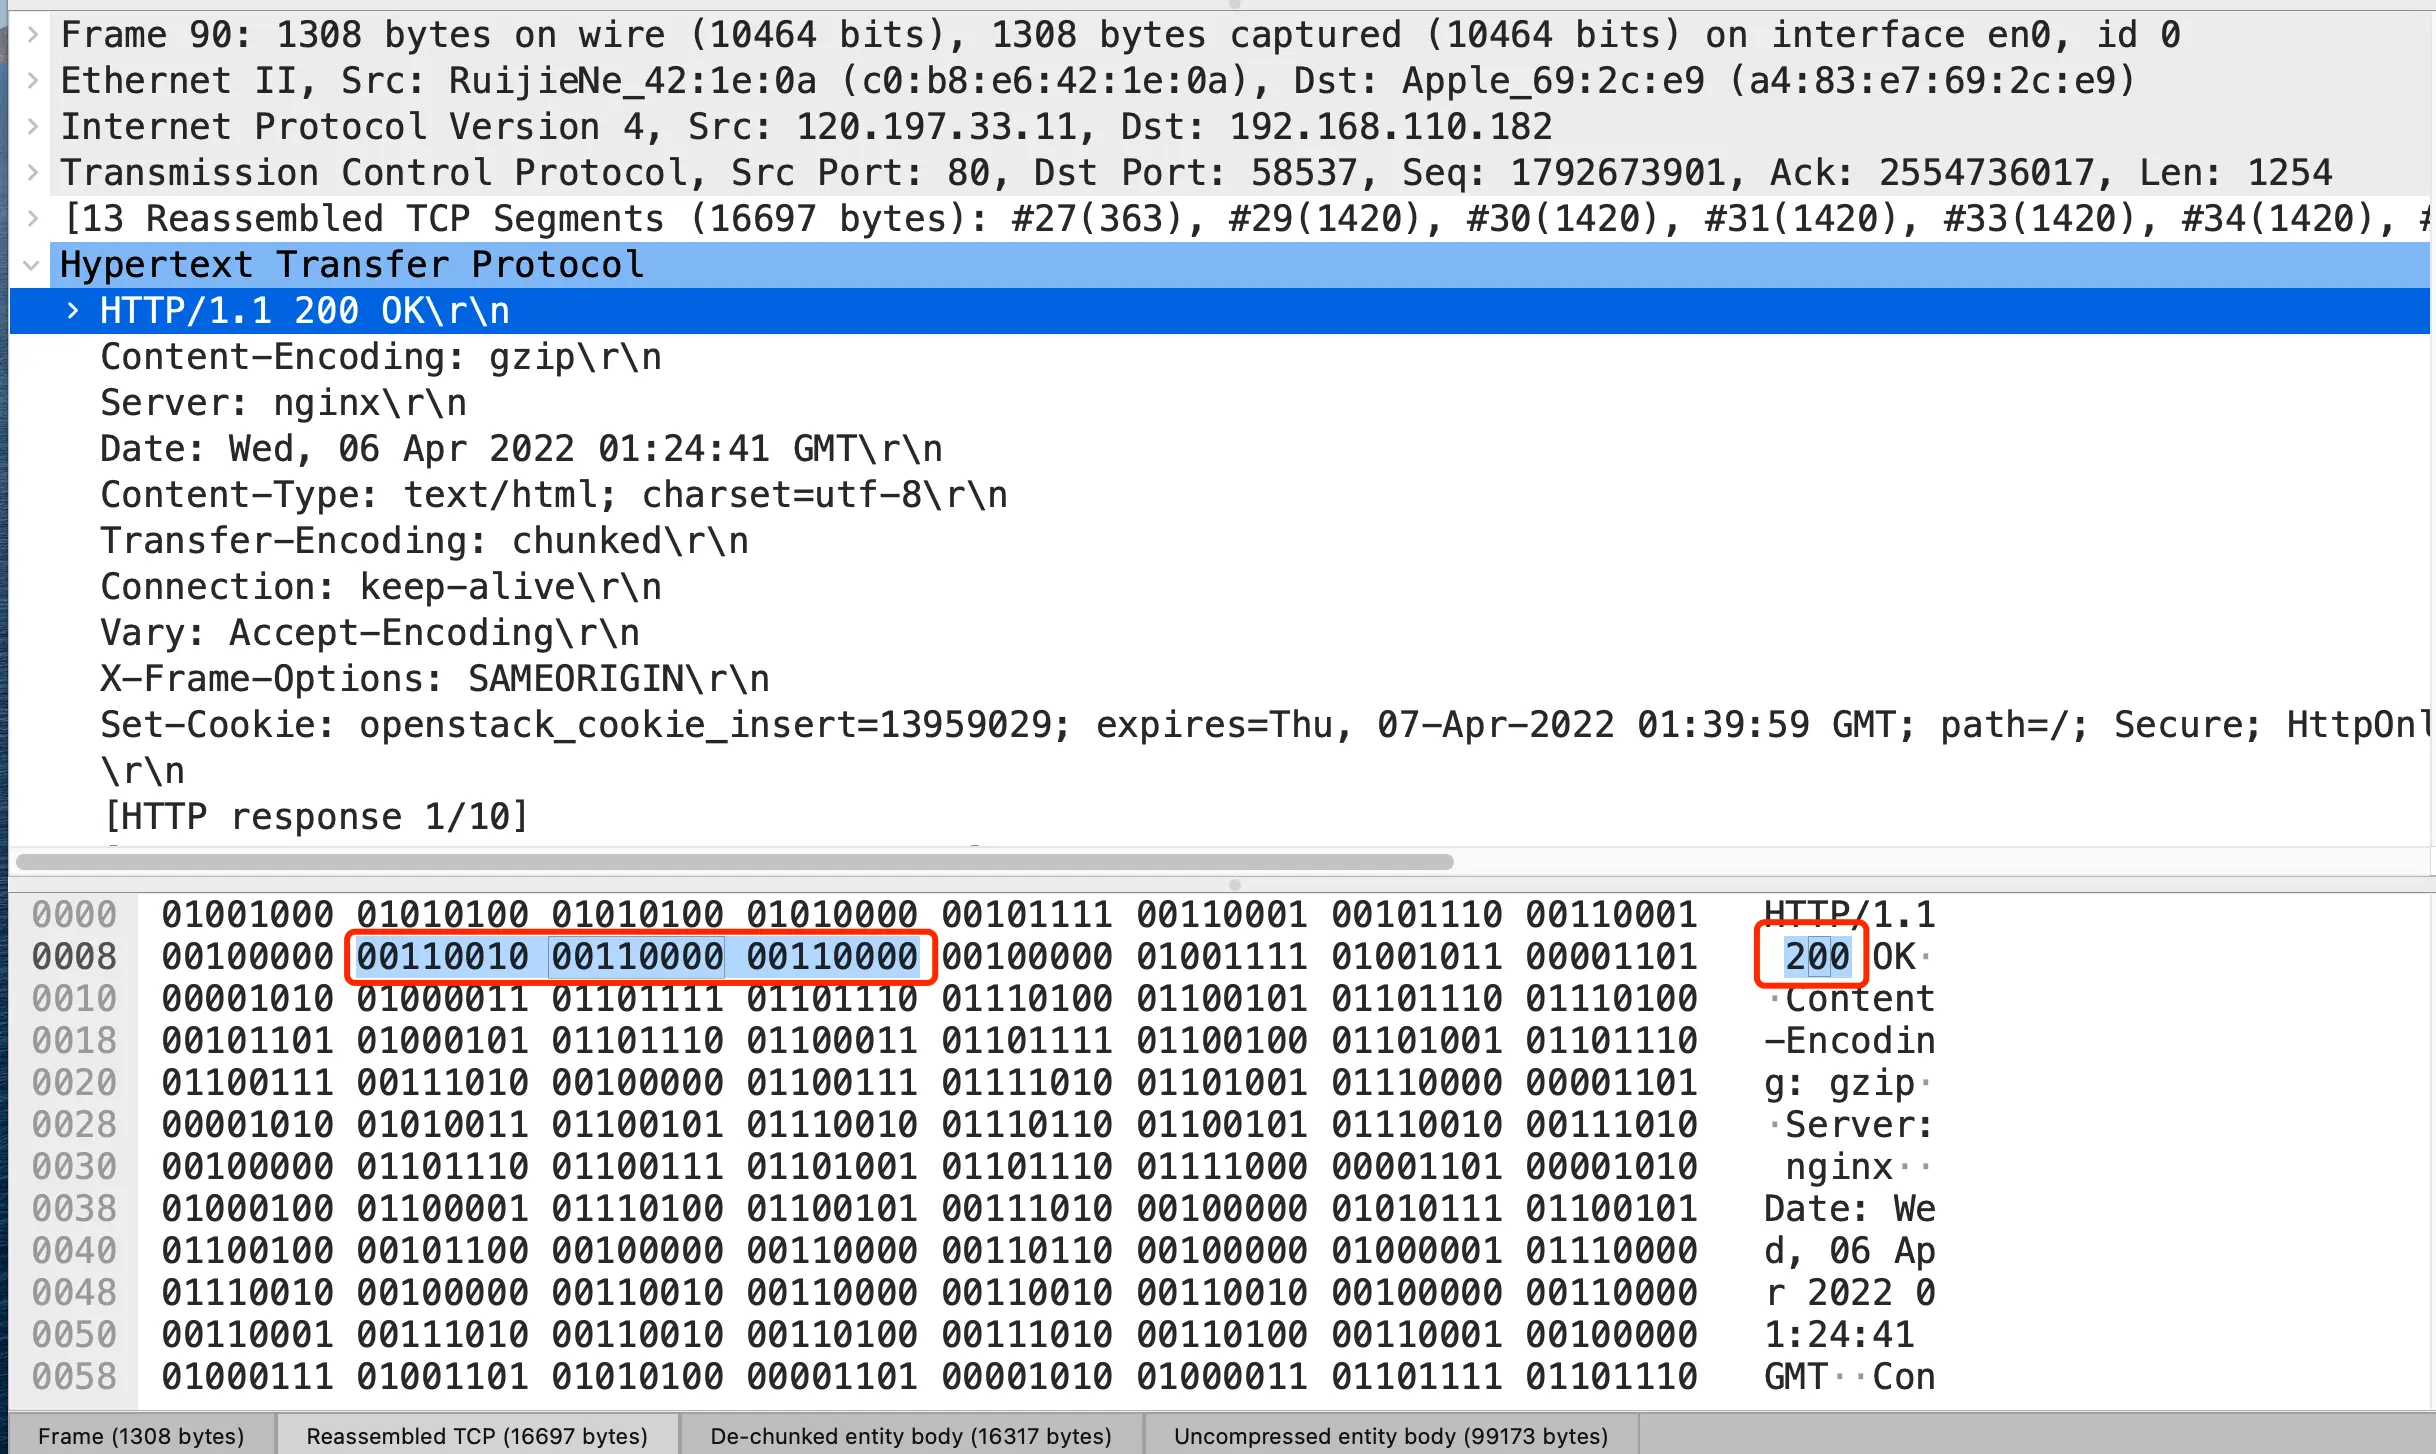 Frame 90: 1308 bytes on wire (10464 bits), 1308 bytes captured (10464 bits) on interface en0, id 0
Ethernet II, Src: RuijieNe_42:1e:0a (c0:b8:e6:42:1e:0a), Dst: Apple_69:2c:e9 (a4:83:e7:69:2c:e9)
Internet Protocol Version 4, Src: 120.197.33.11, Dst: 192.168.110.182
Transmission Control Protocol, Src Port: 80, Dst Port: 58537, Seq: 1792673901, Ack: 2554736017, Len: 1254
[13 Reassembled TCP Segments (16697 bytes): #27(363), #29(1420), #30(1420), #31(1420), #33(1420), #34(1420), #
Hypertext Transfer Protocol
HTTP/1.1 200 OK\r\n
Content-Encoding: gzip\r\n
Server: nginx\r\n
Date: Wed, 06 Apr 2022 01:24:41 GMT\r\n
Content-Type: text/html; charset=utf-8\r\n
Transfer-Encoding: chunked\r\n
Connection: keep-alive\r\n
Vary: Accept-Encoding\r\n
X-Frame-Options: SAMEORIGIN\r\n
Set-Cookie: openstack_cookie_insert=13959029; expires=Thu, 07-Apr-2022 01:39:59 GMT; path=/; Secure; HttpOnl
\r\n
[HTTP response 1/10]
0000 01001000 01010100 01010100 01010000 00101111 00110001 00101110 00110001 HTTP/1.1
0008 00100000 00110010 00110000 00110000 00100000 01001111 01001011 00001101 200 OK·
0010 00001010 01000011 01101111 01101110 01110100 01100101 01101110 01110100 ·Content
0018 00101101 01000101 01101110 01100011 01101111 01100100 01101001 01101110 -Encodin
0020 01100111 00111010 00100000 01100111 01111010 01101001 01110000 00001101 g: gzip·
0028 00001010 01010011 01100101 01110010 01110110 01100101 01110010 00111010 ·Server:
0030 00100000 01101110 01100111 01101001 01101110 01111000 00001101 00001010 nginx··
0038 01000100 01100001 01110100 01100101 00111010 00100000 01010111 01100101 Date: We
0040 01100100 00101100 00100000 00110000 00110110 00100000 01000001 01110000 d, 06 Ap
0048 01110010 00100000 00110010 00110000 00110010 00110010 00100000 00110000 r 2022 0
0050 00110001 00111010 00110010 00110100 00111010 00110100 00110001 00100000 1:24:41
0058 01000111 01001101 01010100 00001101 00001010 01000011 01101111 01101110 GMT··Con
Frame (1308 bytes) Reassembled TCP (16697 bytes) De-chunked entity body (16317 bytes) Uncompressed entity body (99173 bytes)